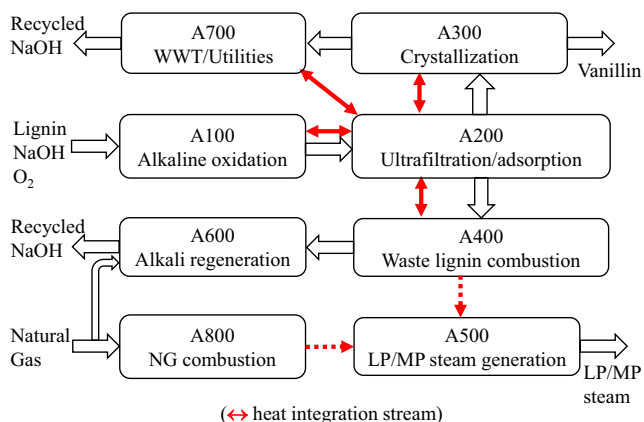 Recycled
NaOH
A700
WWT/Utilities
A300
Crystallization
Vanillin
Lignin
NaOH
O2
A100
Alkaline oxidation
A200
Ultrafiltration/adsorption
Recycled
NaOH
A600
Alkali regeneration
A400
Waste lignin combustion
Natural
Gas
A800
NG combustion
A500
LP/MP steam generation
LP/MP
steam
(↔ heat integration stream)